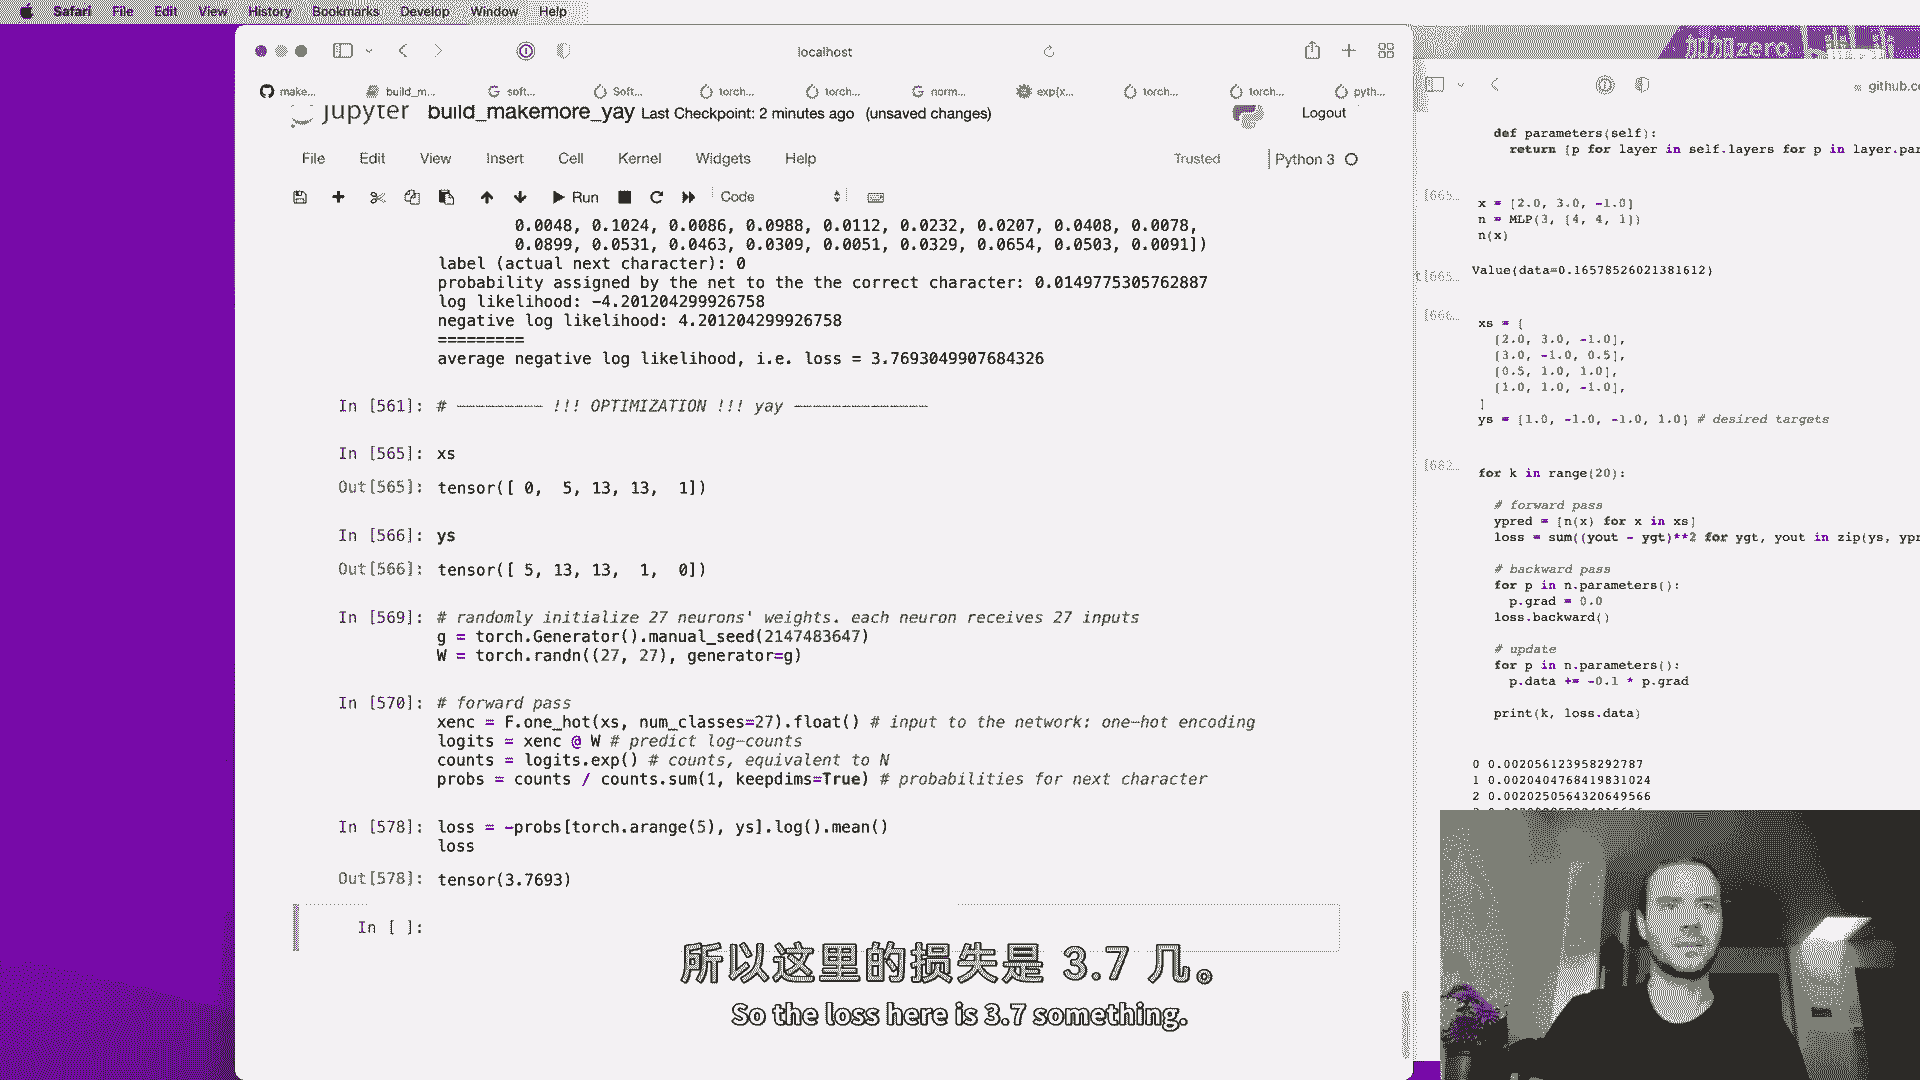 Safari File Edit View History Bookmarks Develop Window Help
localhost
make... build_m... soft... Soft... torch... torch... norm... exp(x... torch... torch... pyth...
jupyter build_makemore_yay Last Checkpoint: 2 minutes ago (unsaved changes)
Logout
File Edit View Insert Cell Kernel Widgets Help
Trusted Python 3
Run Code
0.0048, 0.1024, 0.0086, 0.0988, 0.0112, 0.0232, 0.0207, 0.0408, 0.0078,
0.0899, 0.0531, 0.0463, 0.0309, 0.0051, 0.0329, 0.0654, 0.0503, 0.0091])
label (actual next character): 0
probability assigned by the net to the the correct character: 0.0149775305762887
log likelihood: -4.201204299926758
negative log likelihood: 4.201204299926758
=========
average negative log likelihood, i.e. loss = 3.7693049907684326
In [561]: # ——————— !!! OPTIMIZATION !!! yay ———————————
In [565]: xs
Out[565]: tensor([ 0,  5, 13, 13,  1])
In [566]: ys
Out[566]: tensor([ 5, 13, 13,  1,  0])
In [569]: # randomly initialize 27 neurons' weights. each neuron receives 27 inputs
g = torch.Generator().manual_seed(2147483647)
W = torch.randn((27, 27), generator=g)
In [570]: # forward pass
xenc = F.one_hot(xs, num_classes=27).float() # input to the network: one-hot encoding
logits = xenc @ W # predict log-counts
counts = logits.exp() # counts, equivalent to N
probs = counts / counts.sum(1, keepdims=True) # probabilities for next character
In [578]: loss = -probs[torch.arange(5), ys].log().mean()
loss
Out[578]: tensor(3.7693)
In [ ]:
加加zero bilibili
github.co
def parameters(self):
return [p for layer in self.layers for p in layer.par
[665...
x = [2.0, 3.0, -1.0]
n = MLP(3, [4, 4, 1])
n(x)
t[665...
Value(data=0.16578526021381612)
[666...
xs = [
[2.0, 3.0, -1.0],
[3.0, -1.0, 0.5],
[0.5, 1.0, 1.0],
[1.0, 1.0, -1.0],
]
ys = [1.0, -1.0, -1.0, 1.0] # desired targets
[682...
for k in range(20):
# forward pass
ypred = [n(x) for x in xs]
loss = sum((yout - ygt)**2 for ygt, yout in zip(ys, ypr
# backward pass
for p in n.parameters():
p.grad = 0.0
loss.backward()
# update
for p in n.parameters():
p.data += -0.1 * p.grad
print(k, loss.data)
0 0.002056123958292787
1 0.0020404768419831024
2 0.0020250564320649566
所以这里的损失是 3.7 几。
So the loss here is 3.7 something.